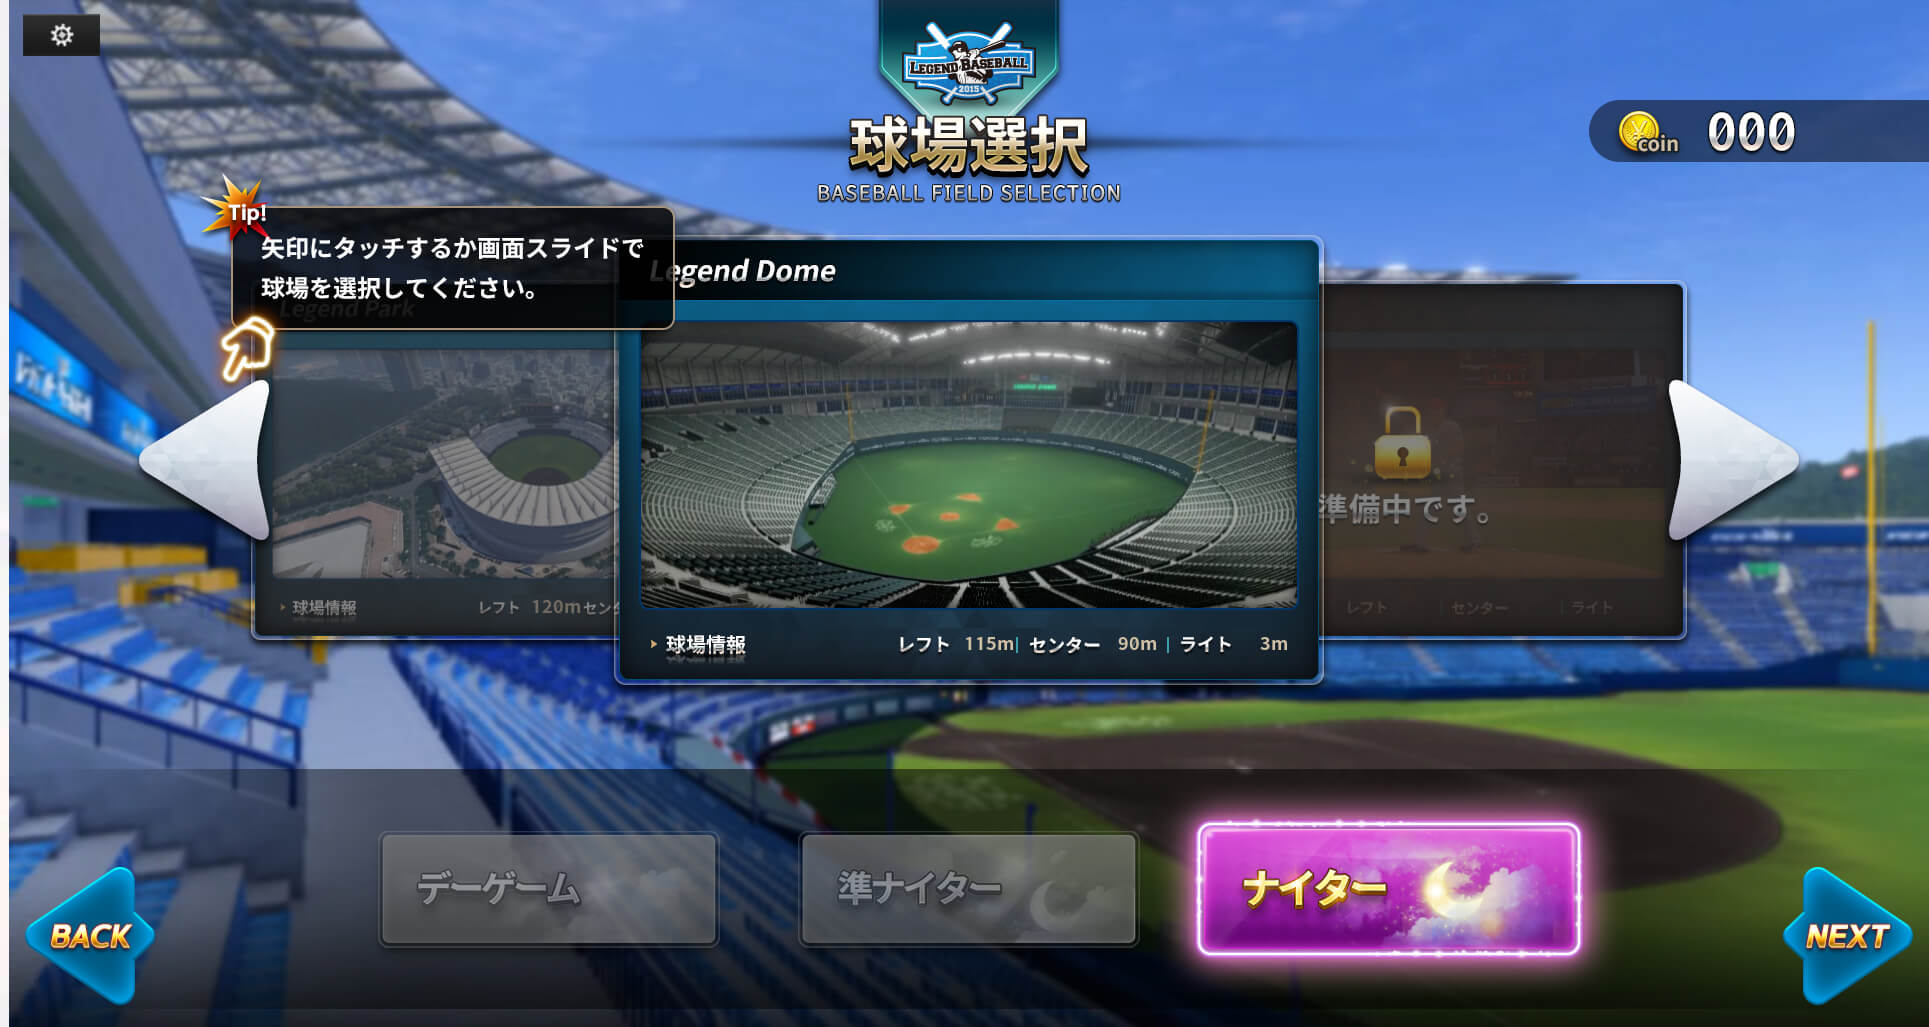 LEGEND BASEBALL
2015
球場選択
BASEBALL FIELD SELECTION
coin 000
Tip!
矢印にタッチするか画面スライドで
球場を選択してください。
Legend Park
Legend Dome
準備中です。
球場情報 レフト 120m センタ
球場情報 レフト 115m| センター 90m | ライト 3m
レフト | センター | ライト
デーゲーム
準ナイター
ナイター
BACK
NEXT